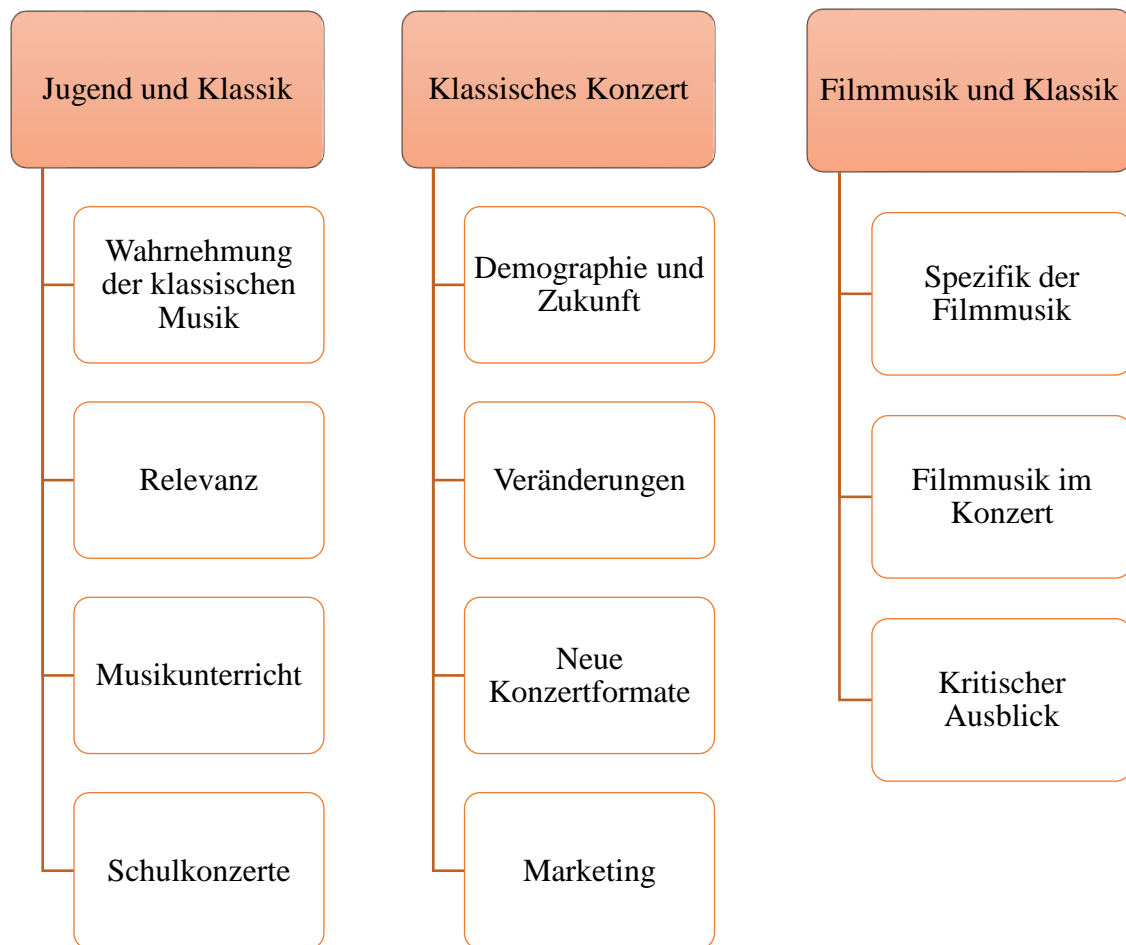 Jugend und Klassik
Wahrnehmung
der klassischen
Musik
Relevanz
Musikunterricht
Schulkonzerte
Klassisches Konzert
Demographie und
Zukunft
Veränderungen
Neue
Konzertformate
Marketing
Filmmusik und Klassik
Spezifik der
Filmmusik
Filmmusik im
Konzert
Kritischer
Ausblick